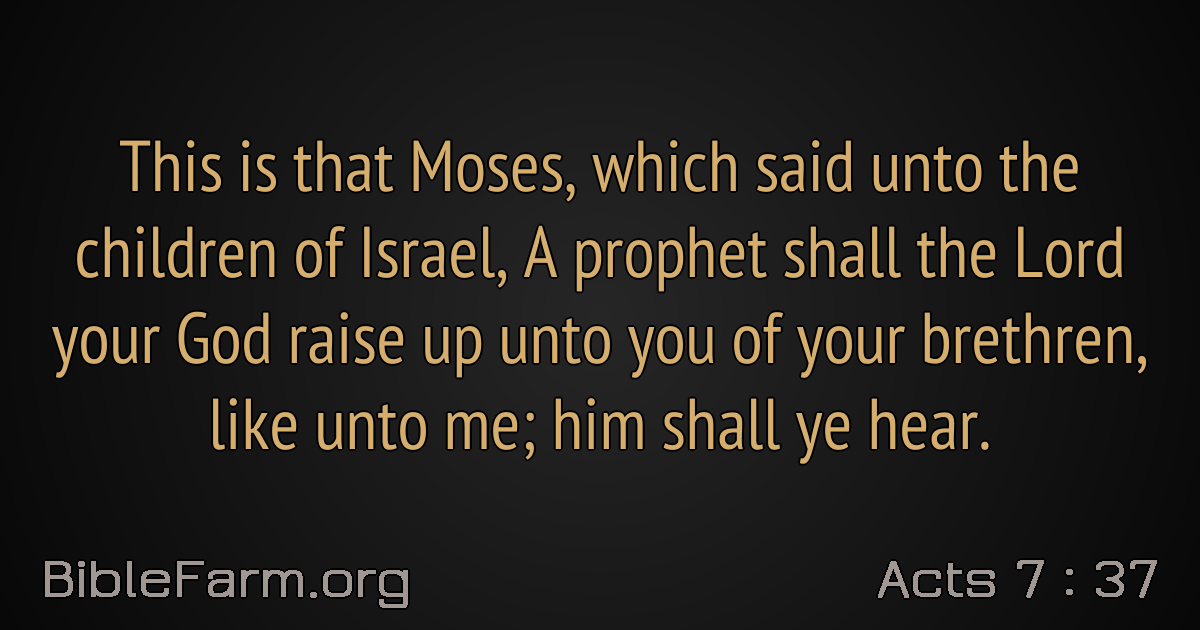 This is that Moses, which said unto the
children of Israel, A prophet shall the Lord
your God raise up unto you of your brethren,
like unto me; him shall ye hear.
BibleFarm.org
Acts 7 : 37